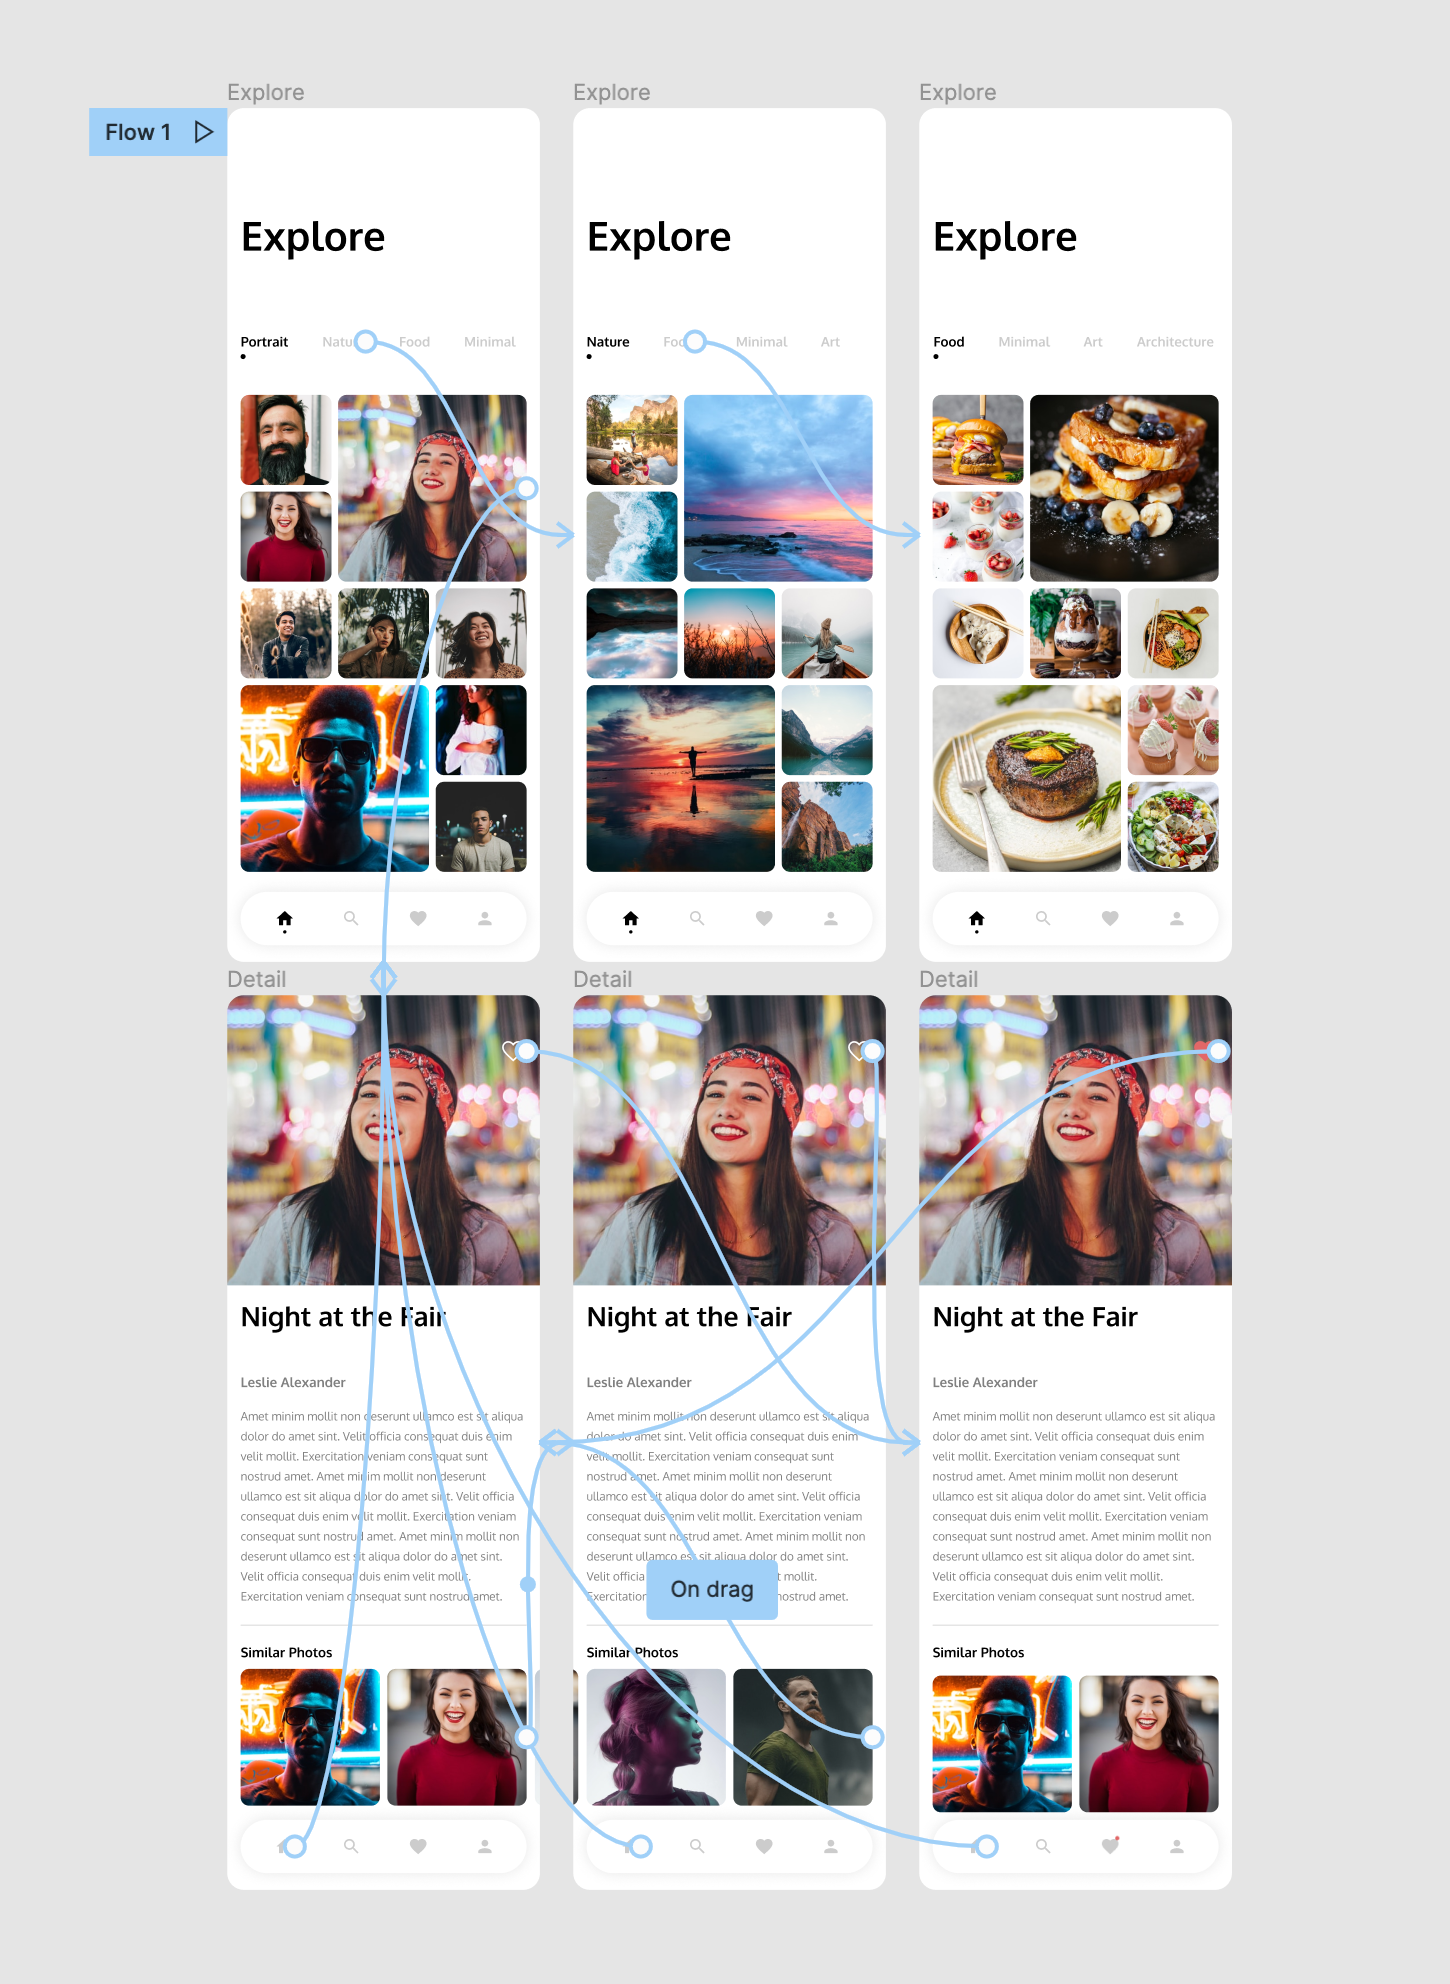 Explore
Explore
Explore
Flow 1
Explore
Explore
Explore
Portrait Food Minimal
Nature Minimal Art
Food Minimal Art Architecture
Detail
Detail
Detail
Night at the Fair
Leslie Alexander
Amet minim mollit non deserunt ullamco est sit aliqua
dolor do amet sint. Velit officia consequat duis enim
velit mollit. Exercitation veniam consequat sunt
nostrud amet. Amet minim mollit non deserunt
ullamco est sit aliqua dolor do amet sint. Velit officia
consequat duis enim velit mollit. Exercitation veniam
consequat sunt nostrud amet. Amet minim mollit non
deserunt ullamco est sit aliqua dolor do amet sint.
Velit officia consequat duis enim velit mollit.
Exercitation veniam consequat sunt nostrud amet.
Similar Photos
Night at the Fair
Leslie Alexander
Amet minim mollit non deserunt ullamco est sit aliqua
dolor do amet sint. Velit officia consequat duis enim
velit mollit. Exercitation veniam consequat sunt
nostrud amet. Amet minim mollit non deserunt
ullamco est sit aliqua dolor do amet sint. Velit officia
consequat duis enim velit mollit. Exercitation veniam
consequat sunt nostrud amet. Amet minim mollit non
deserunt ullamco est sit aliqua dolor do amet sint.
Velit officia mollit.
Exercitation nostrud amet.
On drag
Similar Photos
Night at the Fair
Leslie Alexander
Amet minim mollit non deserunt ullamco est sit aliqua
dolor do amet sint. Velit officia consequat duis enim
velit mollit. Exercitation veniam consequat sunt
nostrud amet. Amet minim mollit non deserunt
ullamco est sit aliqua dolor do amet sint. Velit officia
consequat duis enim velit mollit. Exercitation veniam
consequat sunt nostrud amet. Amet minim mollit non
deserunt ullamco est sit aliqua dolor do amet sint.
Velit officia consequat duis enim velit mollit.
Exercitation veniam consequat sunt nostrud amet.
Similar Photos